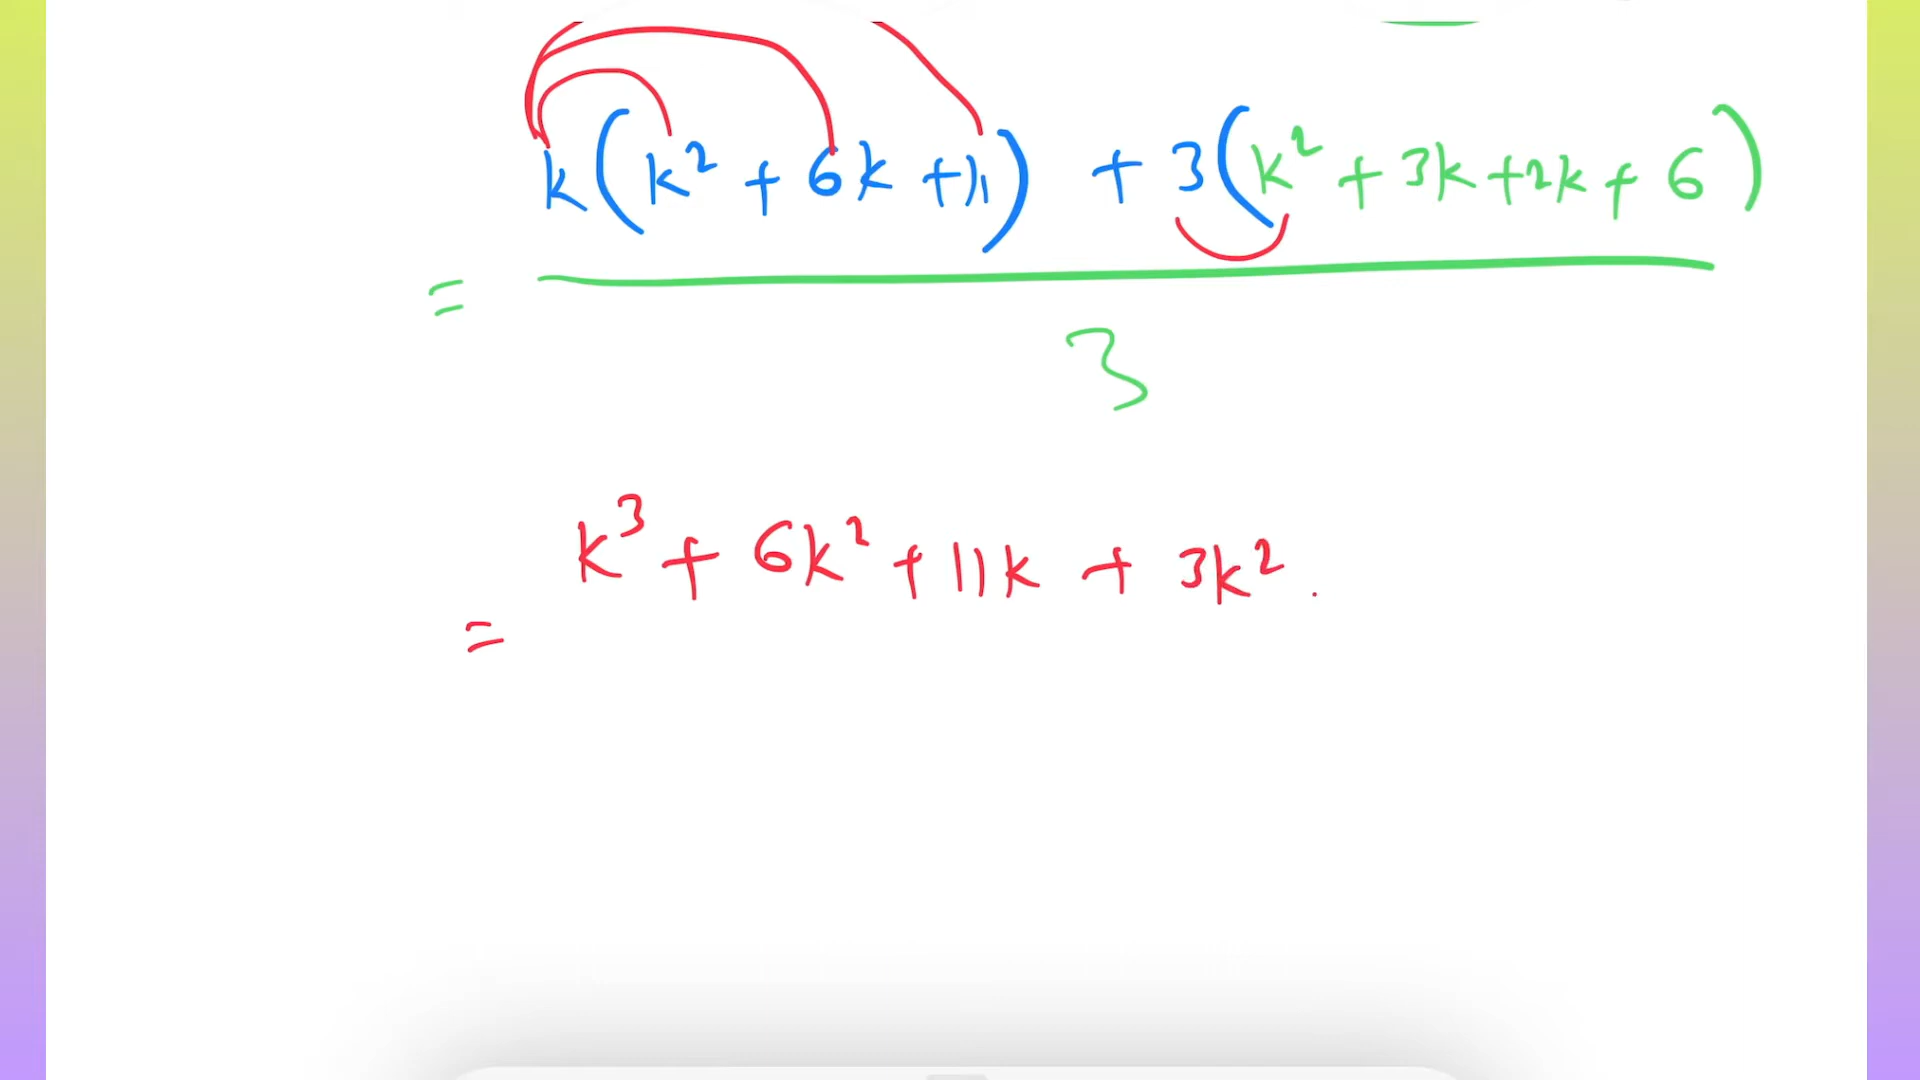 k(k² + 6k + 11) + 3(k² + 3k + 2k + 6)
=
3
k³ + 6k² + 11k + 3k² .
=